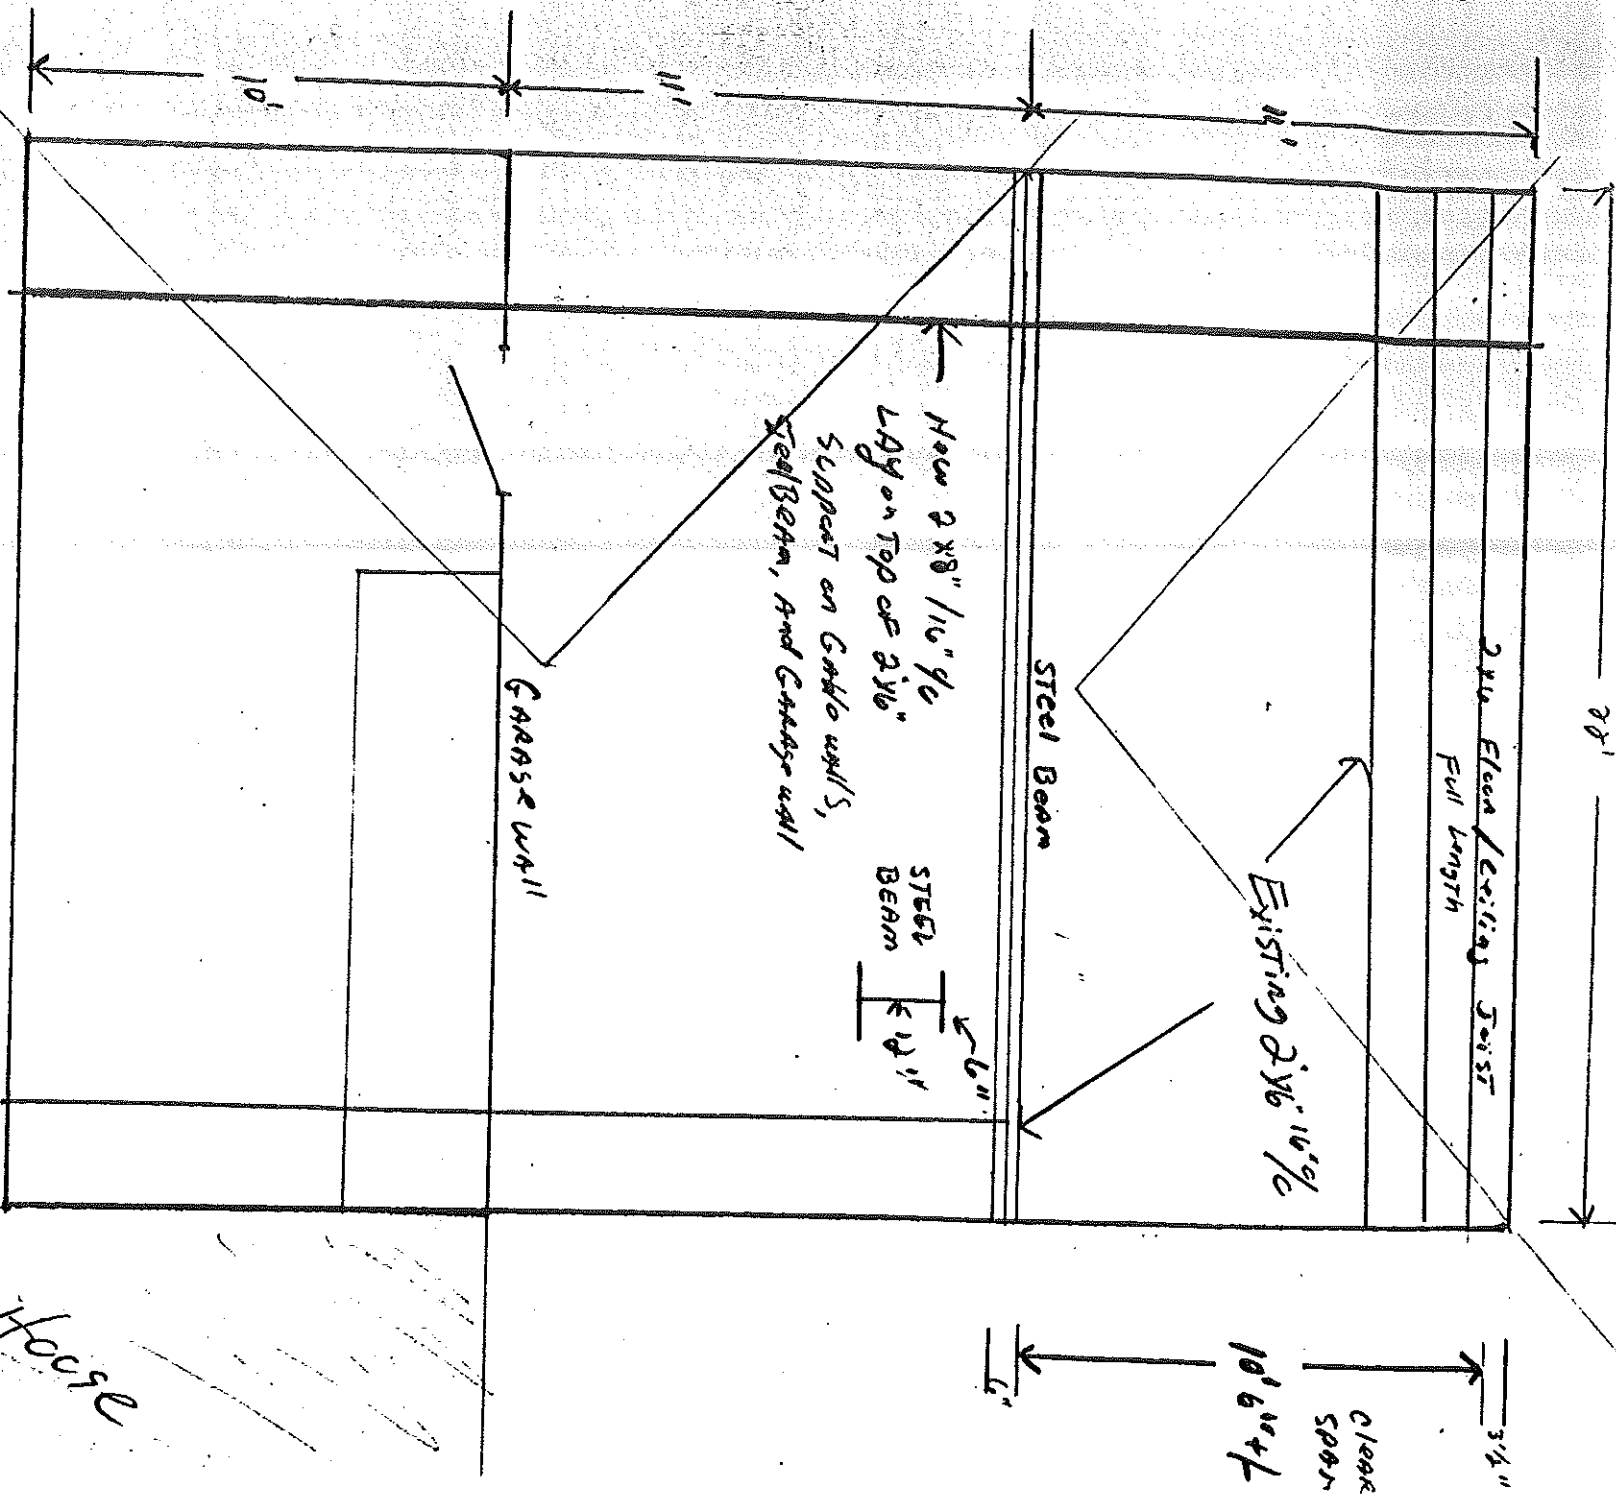 22'
3½"
2x6 Floor/Ceiling Joist
Full Length
CleAR
SPAN
10' 6" +/-
11'
Existing 2x6" 16" o/c
STeel BeAm
6"
11'
New 2x8"/16" o/c
LAy on Top of 2x6"
Support on Gable wAlls,
Steel BeAm, And GARAge wAll
STEEL
BEAM
6"
12"
GARAge WAll
10'